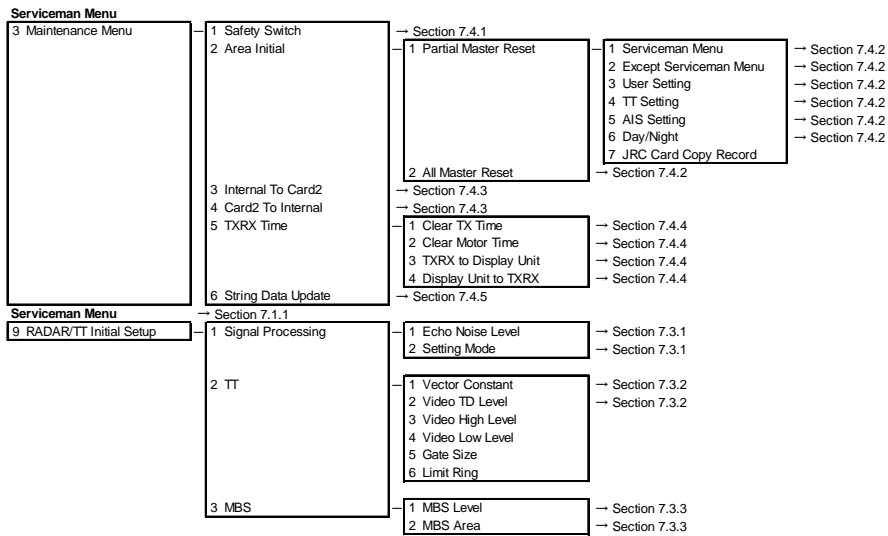 Serviceman Menu
3 Maintenance Menu – 1 Safety Switch → Section 7.4.1
2 Area Initial – 1 Partial Master Reset – 1 Serviceman Menu → Section 7.4.2
2 Except Serviceman Menu → Section 7.4.2
3 User Setting → Section 7.4.2
4 TT Setting → Section 7.4.2
5 AIS Setting → Section 7.4.2
6 Day/Night → Section 7.4.2
7 JRC Card Copy Record
2 All Master Reset → Section 7.4.2
3 Internal To Card2 → Section 7.4.3
4 Card2 To Internal → Section 7.4.3
5 TXRX Time – 1 Clear TX Time → Section 7.4.4
2 Clear Motor Time → Section 7.4.4
3 TXRX to Display Unit → Section 7.4.4
4 Display Unit to TXRX → Section 7.4.4
6 String Data Update → Section 7.4.5
Serviceman Menu → Section 7.1.1
9 RADAR/TT Initial Setup – 1 Signal Processing – 1 Echo Noise Level → Section 7.3.1
2 Setting Mode → Section 7.3.1
2 TT – 1 Vector Constant → Section 7.3.2
2 Video TD Level → Section 7.3.2
3 Video High Level
4 Video Low Level
5 Gate Size
6 Limit Ring
3 MBS – 1 MBS Level → Section 7.3.3
2 MBS Area → Section 7.3.3